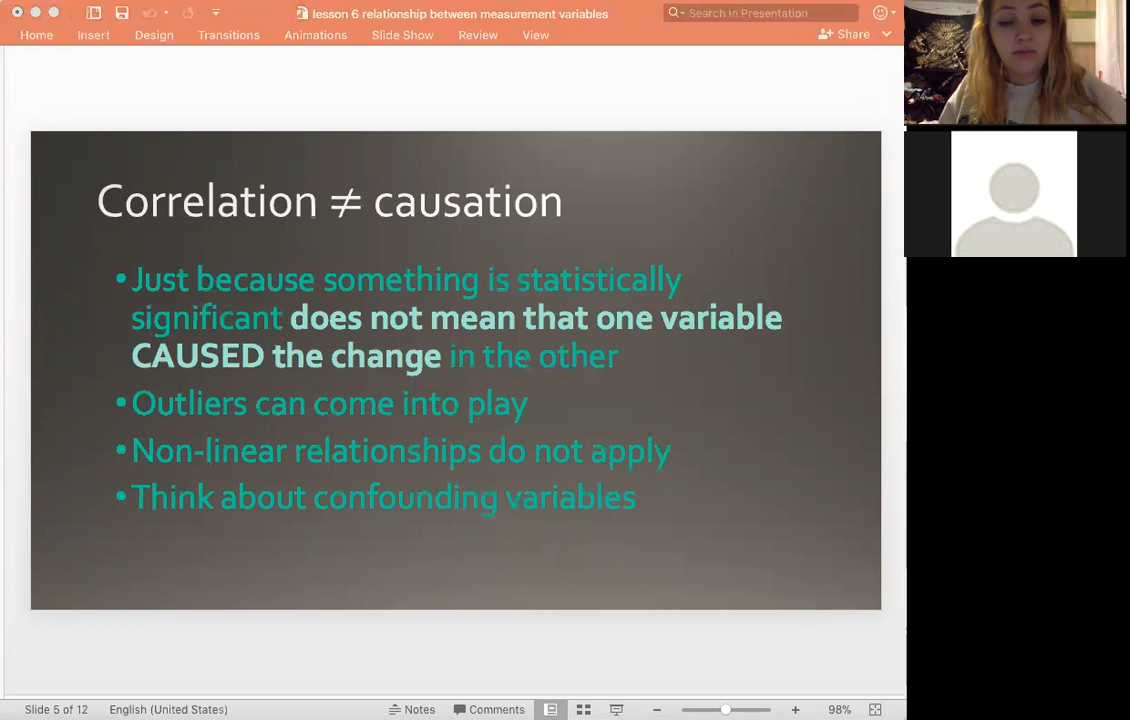 lesson 6 relationship between measurement variables
Search in Presentation
Home Insert Design Transitions Animations Slide Show Review View
Share
Correlation ≠ causation
•Just because something is statistically
significant does not mean that one variable
CAUSED the change in the other
•Outliers can come into play
•Non-linear relationships do not apply
•Think about confounding variables
Slide 5 of 12 English (United States) Notes Comments 98%